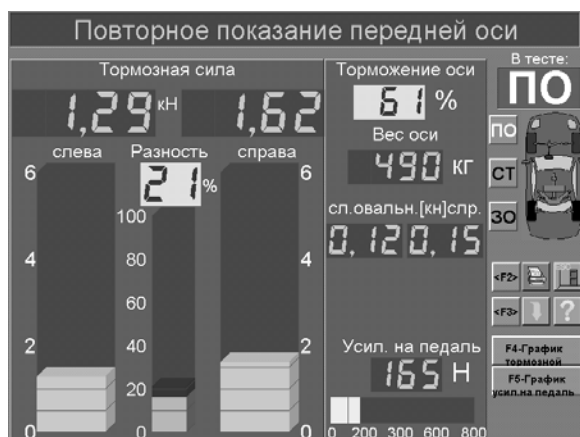 Повторное показание передней оси
Тормозная сила
1,29 кН 1,62
слева Разность справа
21 %
6 6
100
4 80 4
60
2 40 2
20
0 0 0
Торможение оси
61 %
Вес оси
490 кг
сл.овальн.[кн]спр.
0,12 0,15
Усил. на педаль
165 Н
0 200 300 600 800
В тесте:
ПО
ПО
СТ
ЗО
<F2>
<F3> ?
F4-График
тормозной
F5-График
усил.на педаль